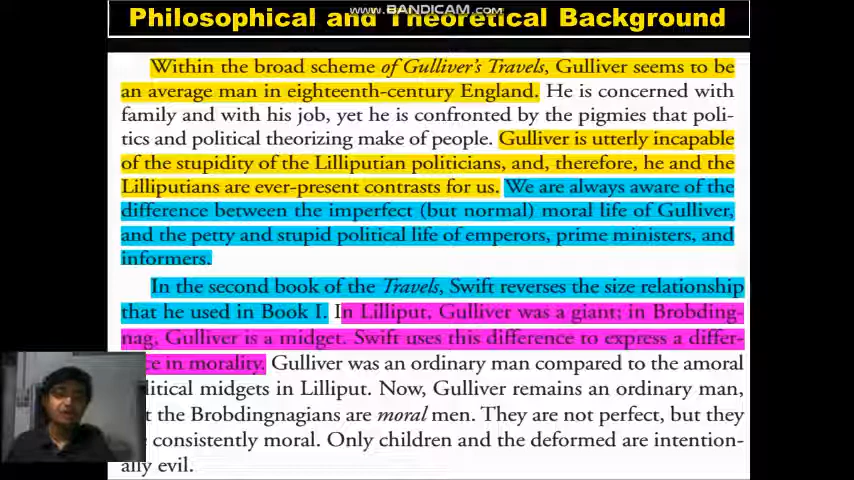 Philosophical and Theoretical Background
www.BANDICAM.com
Within the broad scheme of Gulliver's Travels, Gulliver seems to be
an average man in eighteenth-century England. He is concerned with
family and with his job, yet he is confronted by the pigmies that poli-
tics and political theorizing make of people. Gulliver is utterly incapable
of the stupidity of the Lilliputian politicians, and, therefore, he and the
Lilliputians are ever-present contrasts for us. We are always aware of the
difference between the imperfect (but normal) moral life of Gulliver,
and the petty and stupid political life of emperors, prime ministers, and
informers.
In the second book of the Travels, Swift reverses the size relationship
that he used in Book I. In Lilliput, Gulliver was a giant; in Brobding-
nag, Gulliver is a midget. Swift uses this difference to express a differ-
ce in morality. Gulliver was an ordinary man compared to the amoral
litical midgets in Lilliput. Now, Gulliver remains an ordinary man,
t the Brobdingnagians are moral men. They are not perfect, but they
consistently moral. Only children and the deformed are intention-
ally evil.